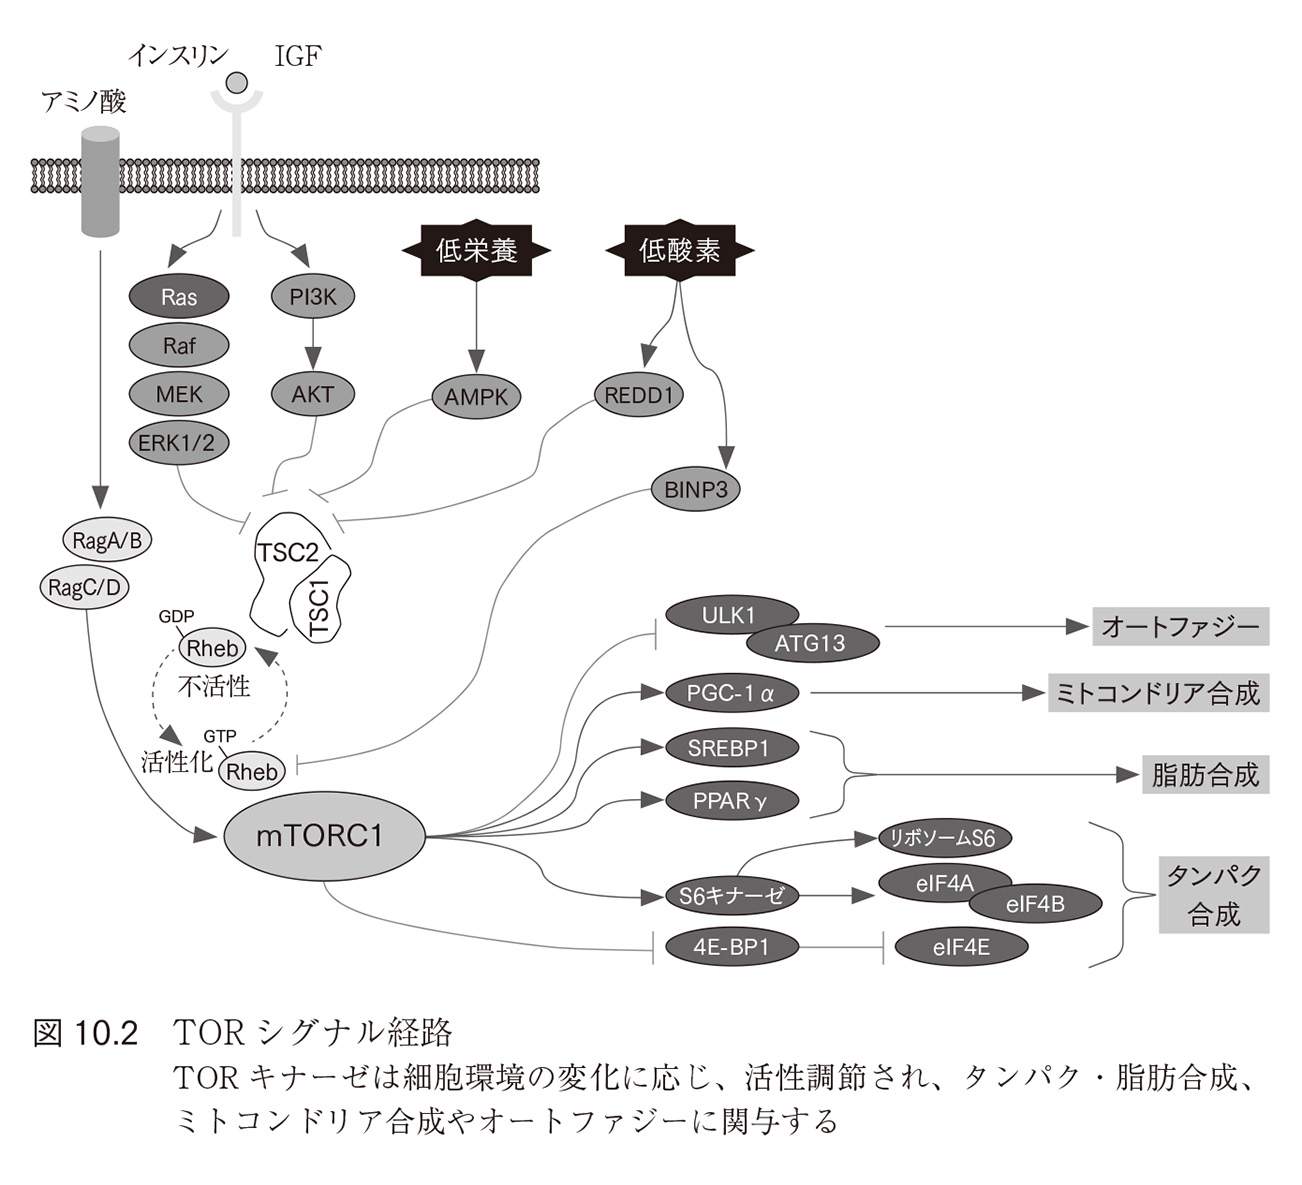 インスリン IGF
アミノ酸
低栄養
低酸素
Ras
PI3K
Raf
MEK
AKT
AMPK
REDD1
ERK1/2
BINP3
RagA/B
RagC/D
TSC2
TSC1
GDP
Rheb
不活性
GTP
活性化
Rheb
mTORC1
ULK1
ATG13
オートファジー
PGC-1α
ミトコンドリア合成
SREBP1
PPARγ
脂肪合成
リボソームS6
S6キナーゼ
eIF4A
eIF4B
4E-BP1
eIF4E
タンパク
合成
図 10.2 TOR シグナル経路
TOR キナーゼは細胞環境の変化に応じ、活性調節され、タンパク・脂肪合成、
ミトコンドリア合成やオートファジーに関与する